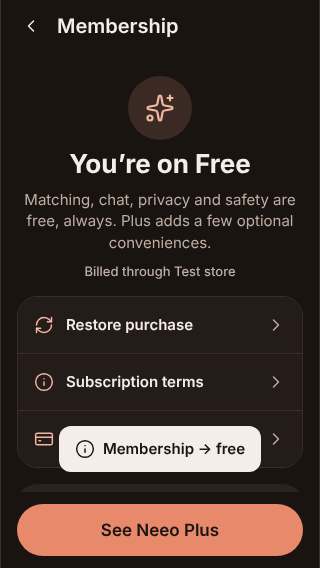 Membership
You’re on Free
Matching, chat, privacy and safety are
free, always. Plus adds a few optional
conveniences.
Billed through Test store
Restore purchase
Subscription terms
Membership → free
See Neeo Plus